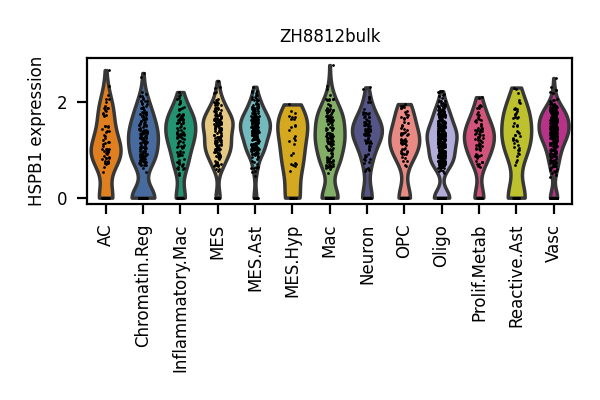 ZH8812bulk
HSPB1 expression
2
0
AC
Chromatin.Reg
Inflammatory.Mac
MES
MES.Ast
MES.Hyp
Mac
Neuron
OPC
Oligo
Prolif.Metab
Reactive.Ast
Vasc